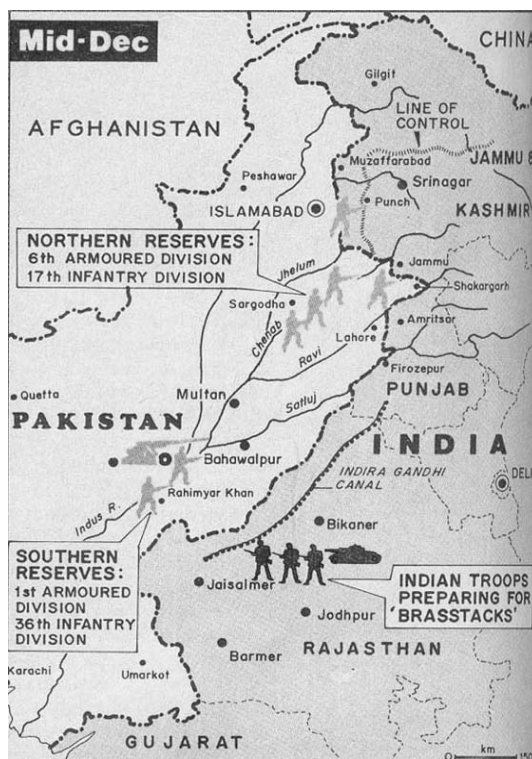 Mid-Dec
CHINA
Gilgit
AFGHANISTAN
LINE OF
CONTROL
Muzaffarabad
JAMMU &
Peshawar
Srinagar
ISLAMABAD
Punch
KASHMIR
NORTHERN RESERVES:
6th ARMOURED DIVISION
17th INFANTRY DIVISION
Jhelum
Jammu
Shakargarh
Sargodha
Chenab
Amritsar
Lahore
Ravi
Firozepur
Quetta
Multan
Satluj
PUNJAB
PAKISTAN
INDIA
Bahawalpur
INDIRA GANDHI
CANAL
DEL
Rahimyar Khan
Indus R.
Bikaner
SOUTHERN
RESERVES:
1st ARMOURED
DIVISION
36th INFANTRY
DIVISION
Jaisalmer
INDIAN TROOPS
PREPARING FOR
'BRASSTACKS'
Jodhpur
RAJASTHAN
Barmer
Karachi
Umarkot
GUJARAT
km
0 150